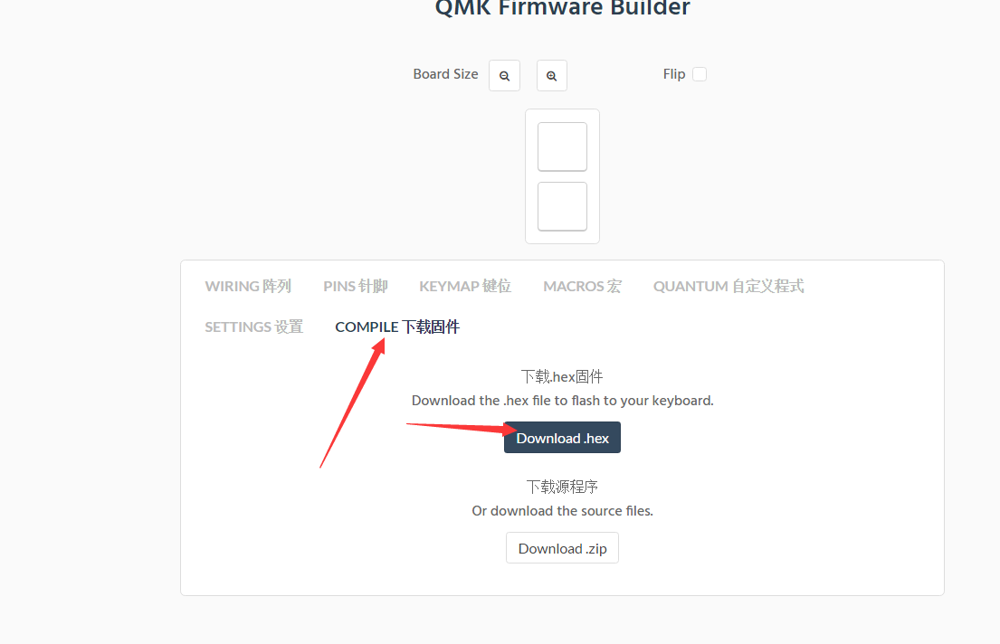 QMK Firmware Builder
Board Size Flip
WIRING 阵列 PINS 针脚 KEYMAP 键位 MACROS 宏 QUANTUM 自定义程式
SETTINGS 设置 COMPILE 下载固件
下载.hex固件
Download the .hex file to flash to your keyboard.
Download .hex
下载源程序
Or download the source files.
Download .zip